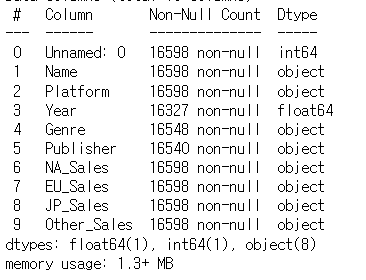 #   Column       Non-Null Count  Dtype
---  ------       --------------  -----
0   Unnamed: 0   16598 non-null  int64
1   Name         16598 non-null  object
2   Platform     16598 non-null  object
3   Year         16327 non-null  float64
4   Genre        16548 non-null  object
5   Publisher    16540 non-null  object
6   NA_Sales     16598 non-null  object
7   EU_Sales     16598 non-null  object
8   JP_Sales     16598 non-null  object
9   Other_Sales  16598 non-null  object
dtypes: float64(1), int64(1), object(8)
memory usage: 1.3+ MB